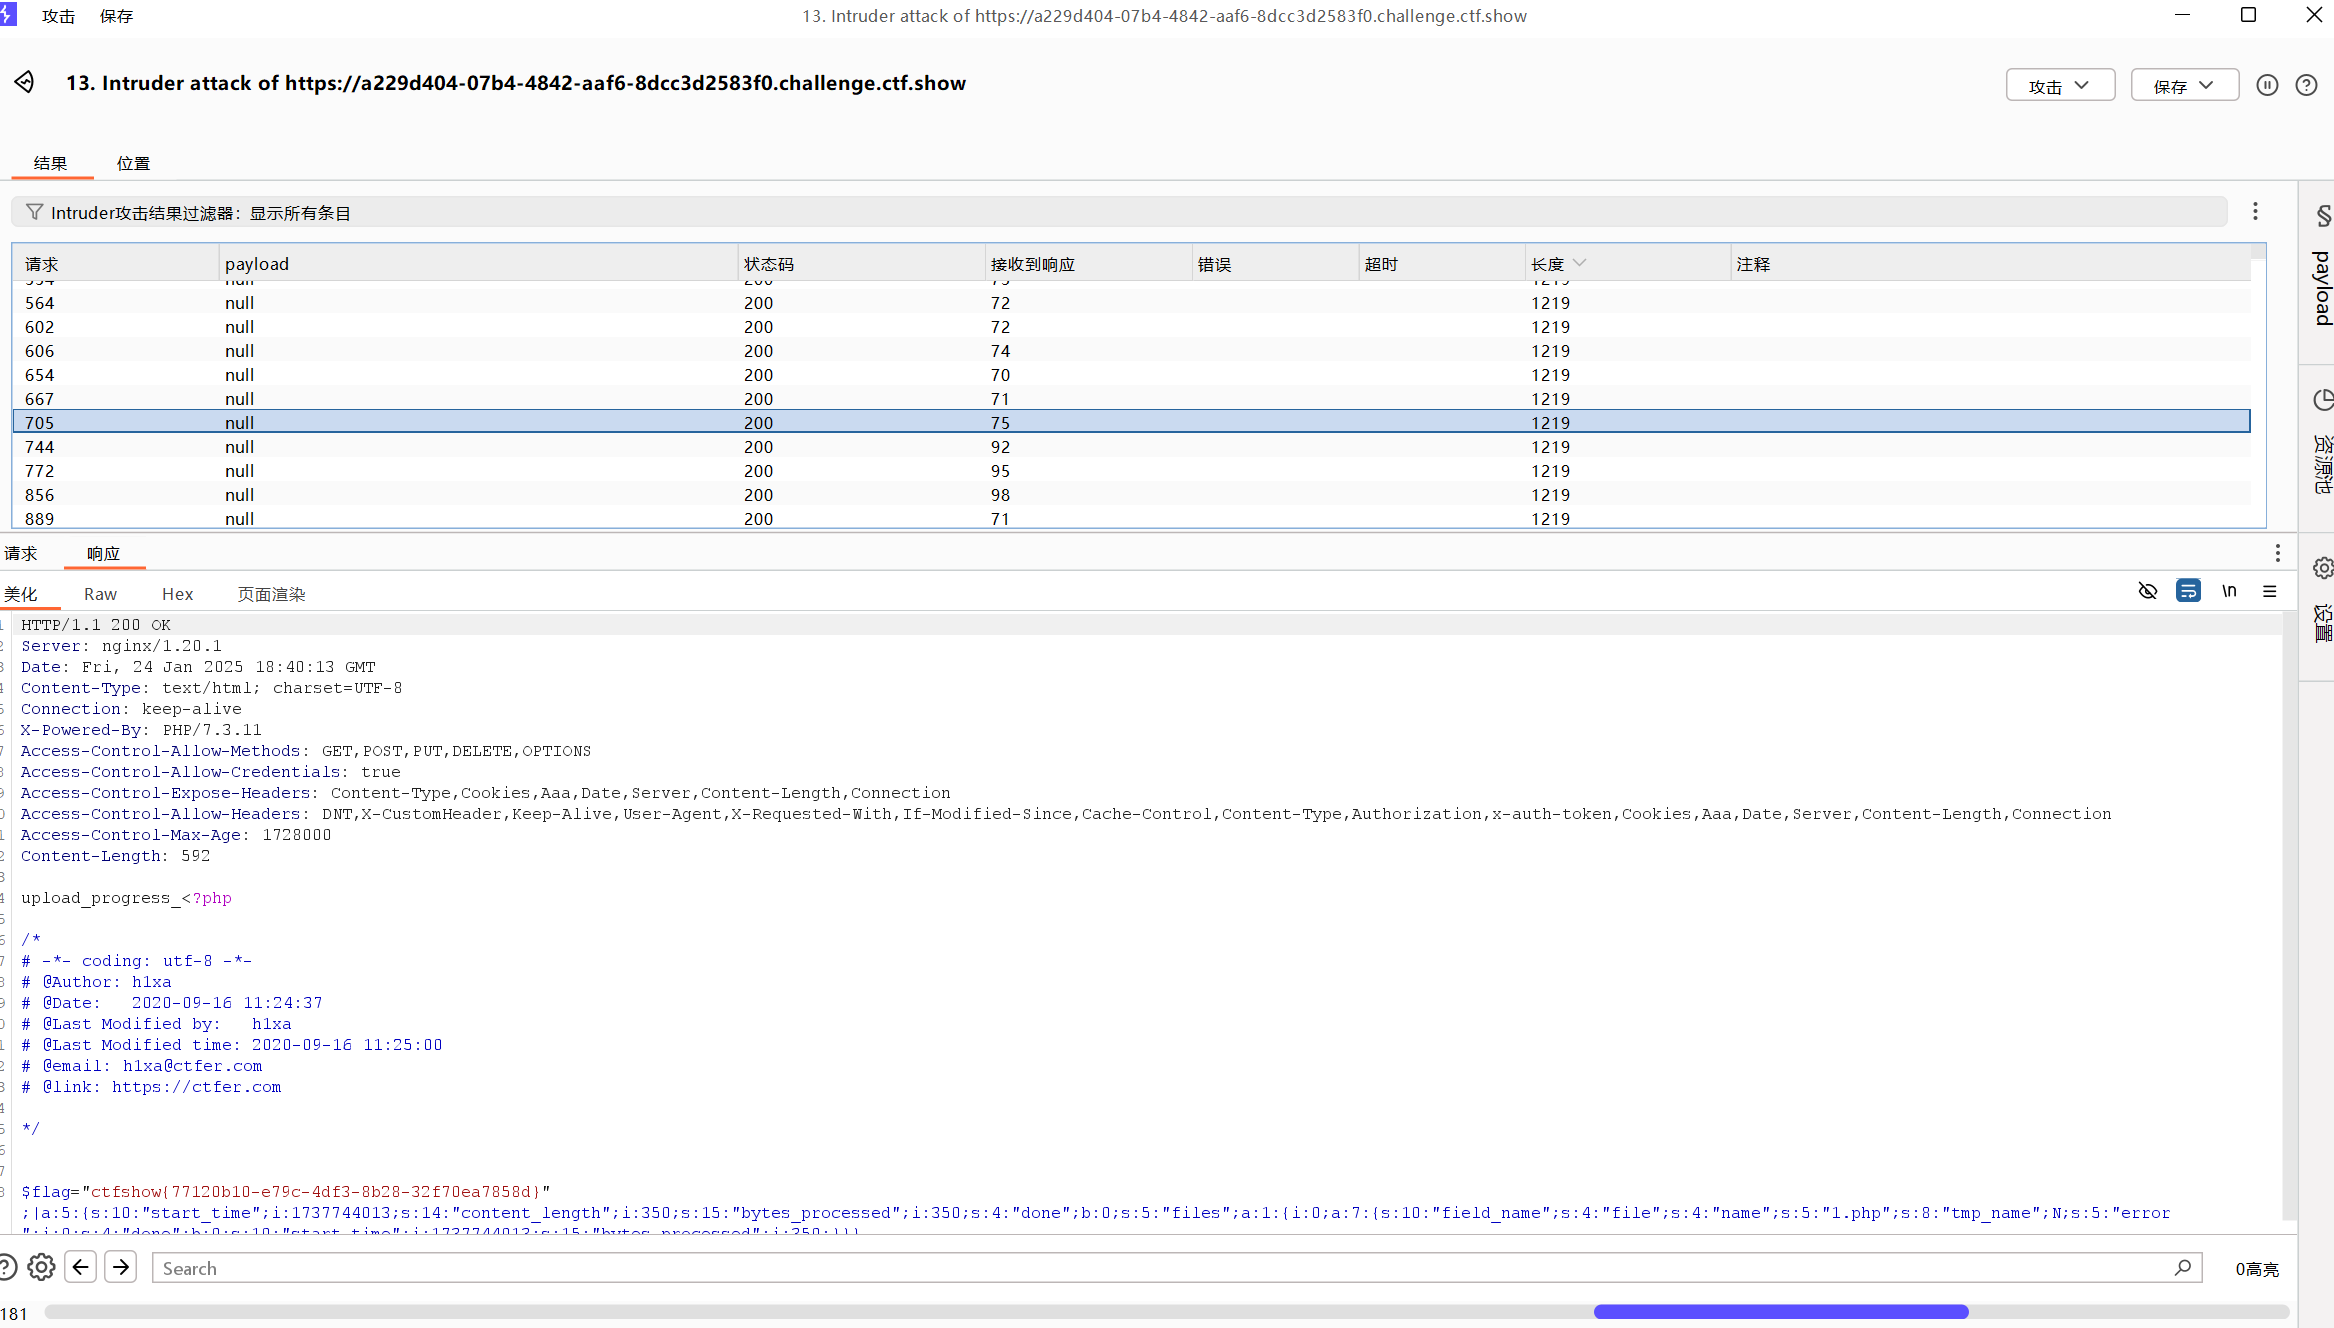 攻击 保存 13. Intruder attack of https://a229d404-07b4-4842-aaf6-8dcc3d2583f0.challenge.ctf.show
13. Intruder attack of https://a229d404-07b4-4842-aaf6-8dcc3d2583f0.challenge.ctf.show 攻击 保存
结果 位置
Intruder攻击结果过滤器：显示所有条目
请求 payload 状态码 接收到响应 错误 超时 长度 注释
564 null 200 72 1219
602 null 200 72 1219
606 null 200 74 1219
654 null 200 70 1219
667 null 200 71 1219
705 null 200 75 1219
744 null 200 92 1219
772 null 200 95 1219
856 null 200 98 1219
889 null 200 71 1219
payload
资源池
设置
请求 响应
美化 Raw Hex 页面渲染 \n
HTTP/1.1 200 OK
Server: nginx/1.20.1
Date: Fri, 24 Jan 2025 18:40:13 GMT
Content-Type: text/html; charset=UTF-8
Connection: keep-alive
X-Powered-By: PHP/7.3.11
Access-Control-Allow-Methods: GET,POST,PUT,DELETE,OPTIONS
Access-Control-Allow-Credentials: true
Access-Control-Expose-Headers: Content-Type,Cookies,Aaa,Date,Server,Content-Length,Connection
Access-Control-Allow-Headers: DNT,X-CustomHeader,Keep-Alive,User-Agent,X-Requested-With,If-Modified-Since,Cache-Control,Content-Type,Authorization,x-auth-token,Cookies,Aaa,Date,Server,Content-Length,Connection
Access-Control-Max-Age: 1728000
Content-Length: 592
upload_progress_<?php
/*
# -*- coding: utf-8 -*-
# @Author: h1xa
# @Date:   2020-09-16 11:24:37
# @Last Modified by:   h1xa
# @Last Modified time: 2020-09-16 11:25:00
# @email: h1xa@ctfer.com
# @link: https://ctfer.com
*/
$flag="ctfshow{77120b10-e79c-4df3-8b28-32f70ea7858d}"
;|a:5:{s:10:"start_time";i:1737744013;s:14:"content_length";i:350;s:15:"bytes_processed";i:350;s:4:"done";b:0;s:5:"files";a:1:{i:0;a:7:{s:10:"field_name";s:4:"file";s:4:"name";s:5:"1.php";s:8:"tmp_name";N;s:5:"error
";i:0;s:4:"done";b:0;s:10:"start_time";i:1737744013;s:15:"bytes_processed";i:350;}}}
Search 0高亮
181